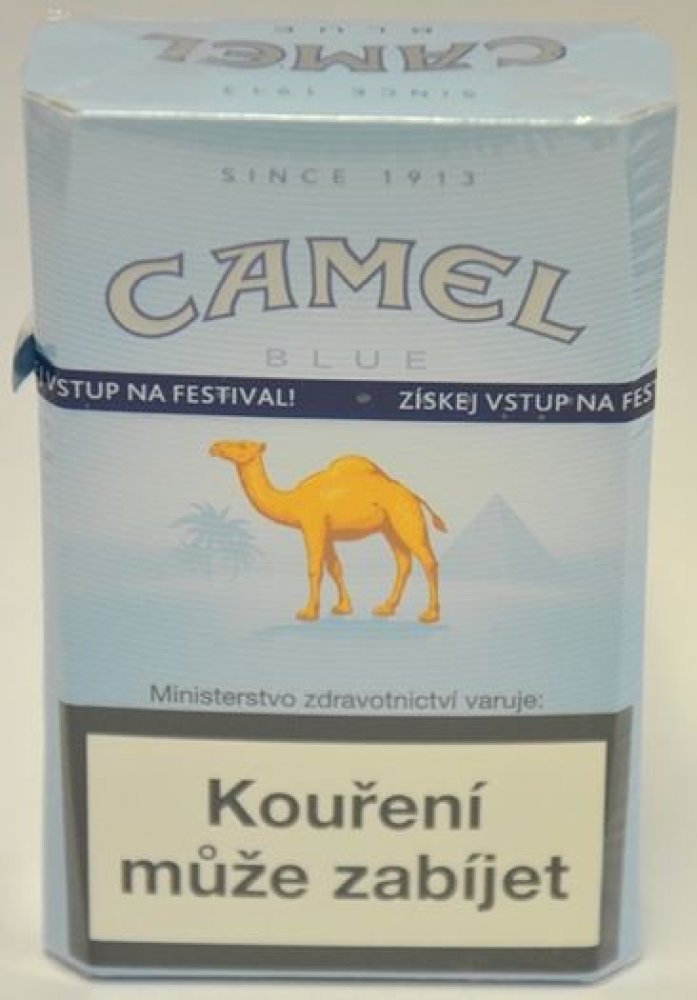 CAMEL
BLUE
SINCE 1913
SINCE 1913
CAMEL
BLUE
VSTUP NA FESTIVAL! • ZÍSKEJ VSTUP NA FES
Ministerstvo zdravotnictví varuje:
Kouření
může zabíjet